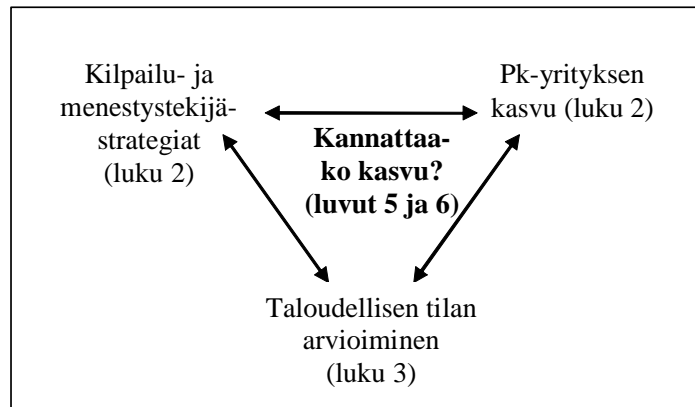 Kilpailu- ja
menestystekijä-
strategiat
(luku 2)
Pk-yrityksen
kasvu (luku 2)
Kannattaa-
ko kasvu?
(luvut 5 ja 6)
Taloudellisen tilan
arvioiminen
(luku 3)